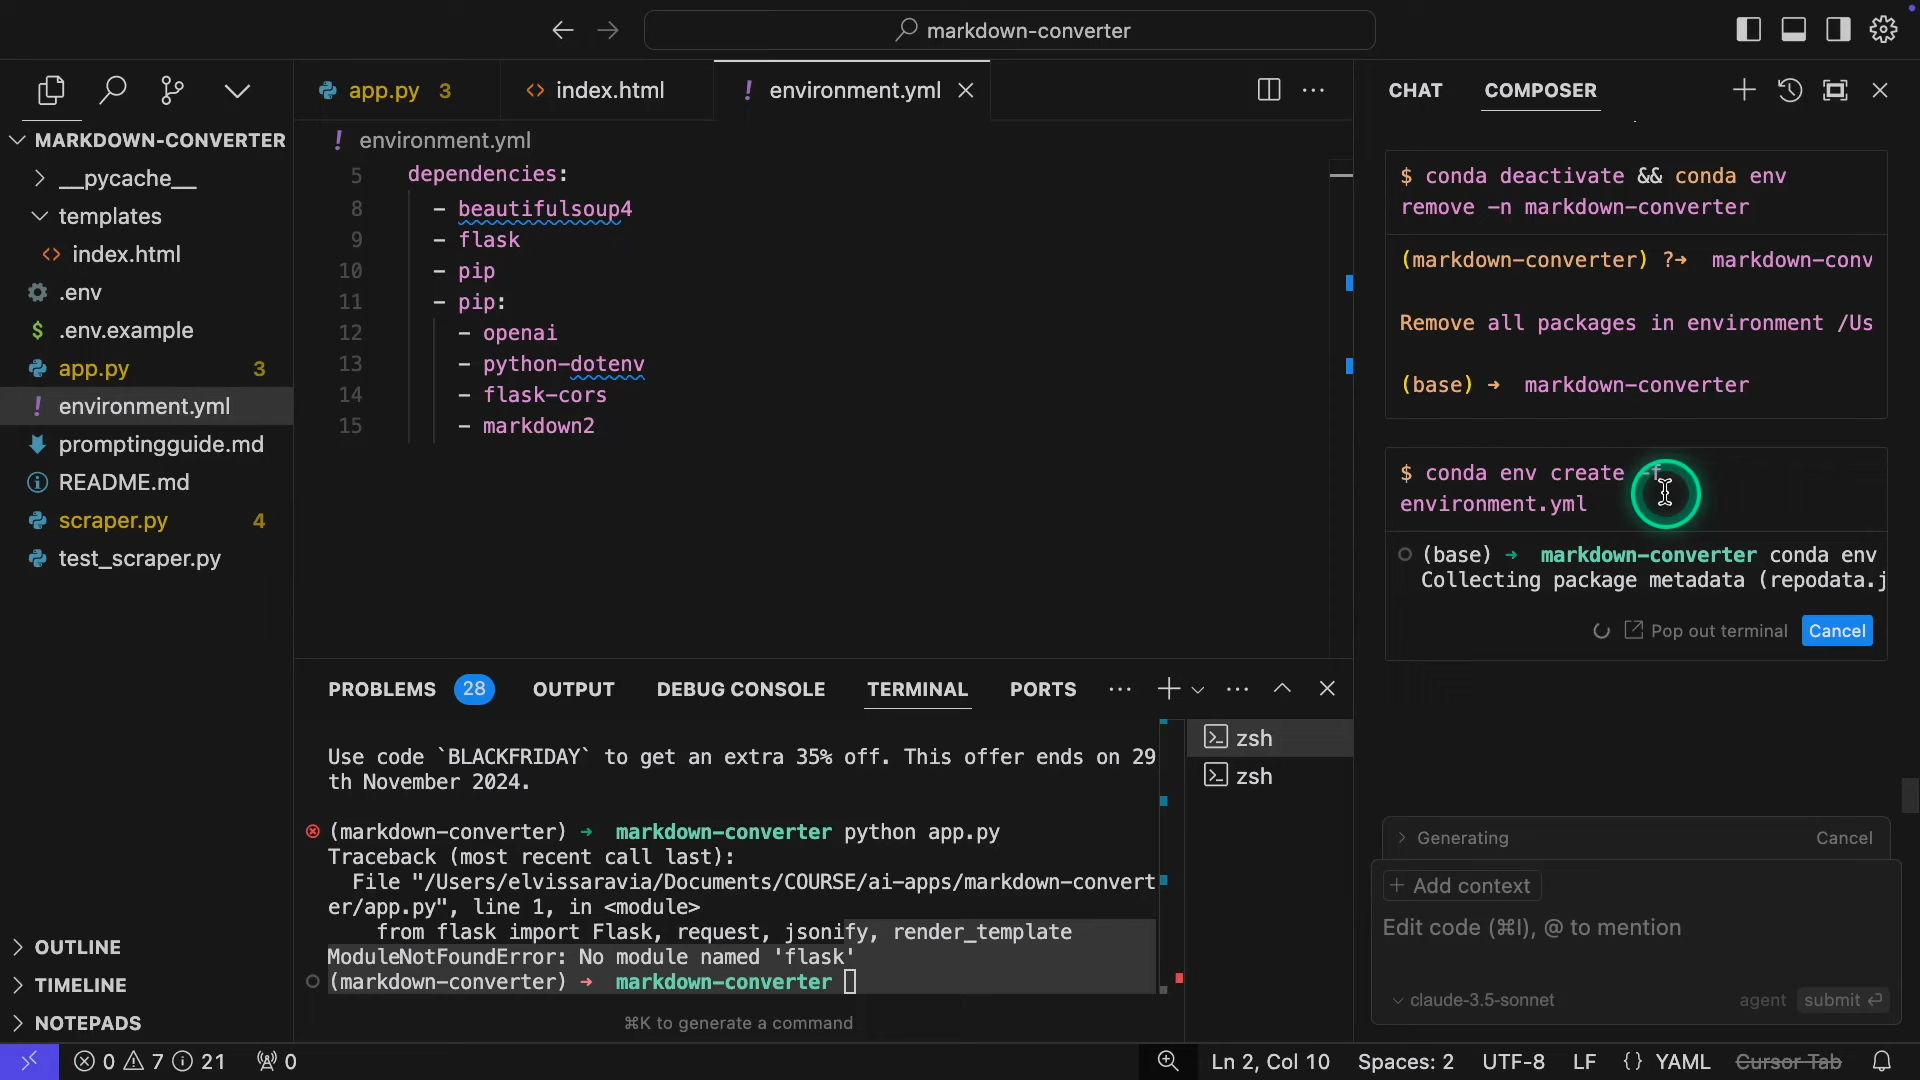 markdown-converter
MARKDOWN-CONVERTER
__pycache__
templates
index.html
.env
.env.example
app.py 3
environment.yml
promptingguide.md
README.md
scraper.py 4
test_scraper.py
OUTLINE
TIMELINE
NOTEPADS
app.py 3
index.html
environment.yml
environment.yml
5 dependencies:
8 - beautifulsoup4
9 - flask
10 - pip
11 - pip:
12 - openai
13 - python-dotenv
14 - flask-cors
15 - markdown2
PROBLEMS 28 OUTPUT DEBUG CONSOLE TERMINAL PORTS
Use code `BLACKFRIDAY` to get an extra 35% off. This offer ends on 29
th November 2024.
(markdown-converter) → markdown-converter python app.py
Traceback (most recent call last):
File "/Users/elvissaravia/Documents/COURSE/ai-apps/markdown-convert
er/app.py", line 1, in <module>
from flask import Flask, request, jsonify, render_template
ModuleNotFoundError: No module named 'flask'
(markdown-converter) → markdown-converter
⌘K to generate a command
zsh
zsh
CHAT COMPOSER
$ conda deactivate && conda env
remove -n markdown-converter
(markdown-converter) ?→ markdown-conv
Remove all packages in environment /Us
(base) → markdown-converter
$ conda env create -f
environment.yml
(base) → markdown-converter conda env
Collecting package metadata (repodata.j
Pop out terminal Cancel
Generating Cancel
+ Add context
Edit code (⌘I), @ to mention
claude-3.5-sonnet agent submit ↵
0 7 21 0
Ln 2, Col 10 Spaces: 2 UTF-8 LF {} YAML Cursor Tab